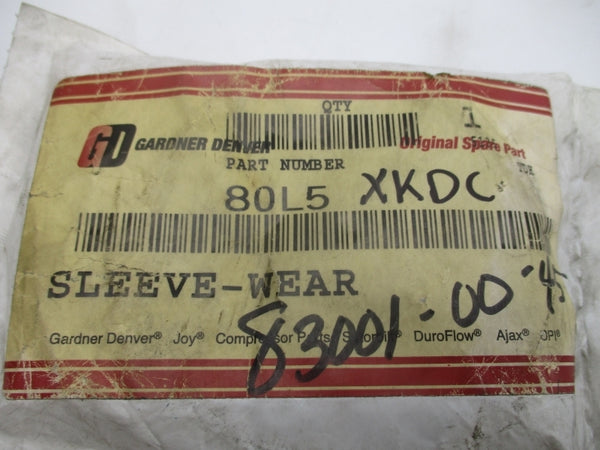 QTY
1
GD GARDNER DENVER Original Spare Part
PART NUMBER
80L5 XKDC
SLEEVE-WEAR
83001-00-45
Gardner Denver® Joy® Compressor Parts DuroFlow® Ajax® OPI®